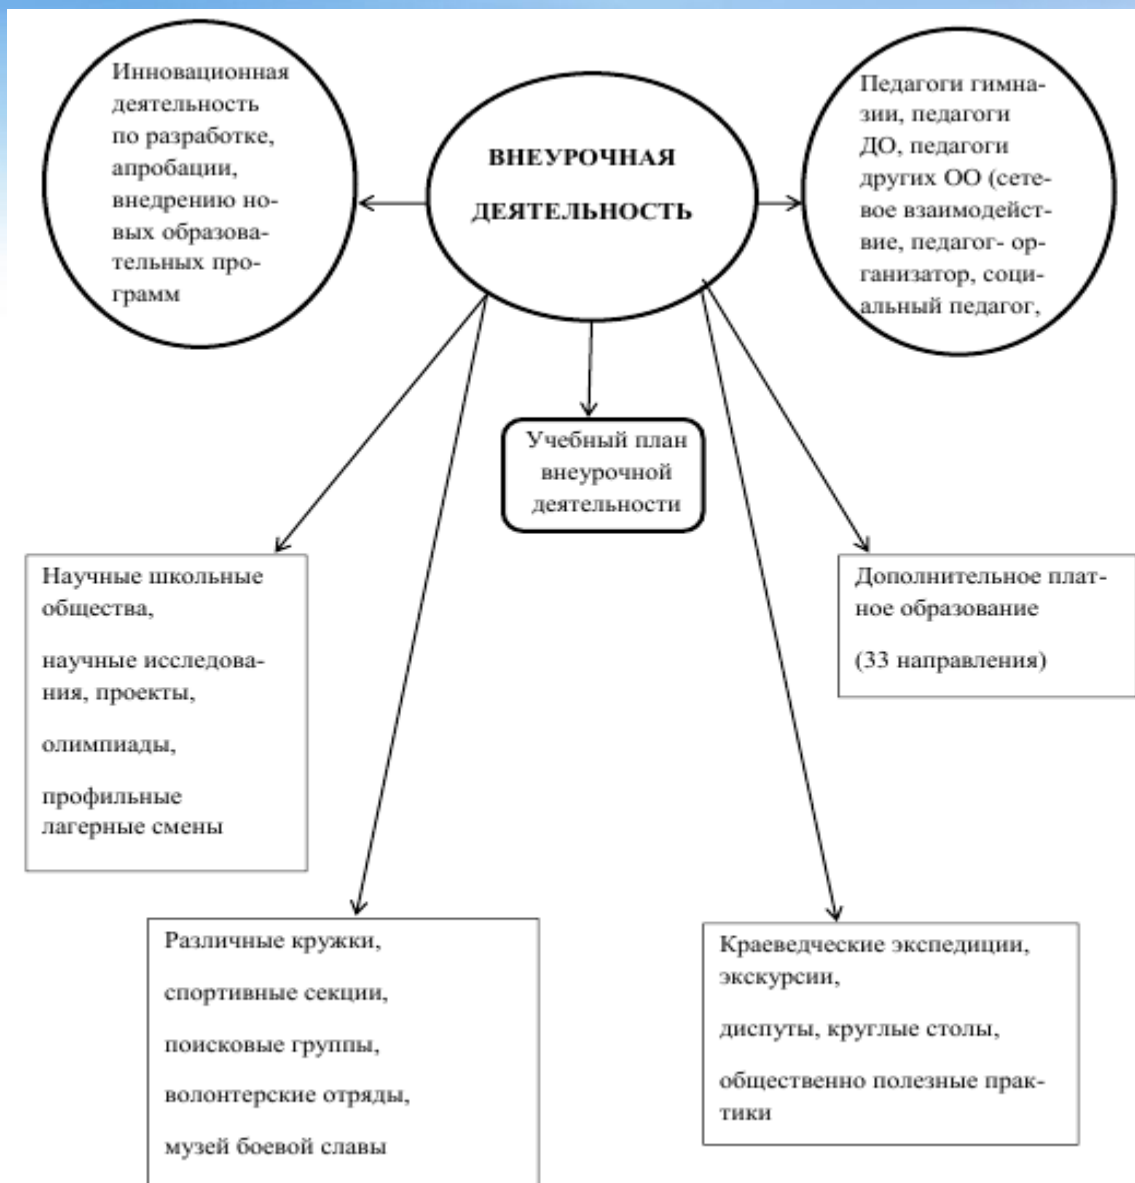 Инновационная
деятельность
по разработке,
апробации,
внедрению но-
вых образова-
тельных про-
грамм
ВНЕУРОЧНАЯ
ДЕЯТЕЛЬНОСТЬ
Педагоги гимна-
зии, педагоги
ДО, педагоги
других ОО (сете-
вое взаимодейст-
вие, педагог- ор-
ганизатор, соци-
альный педагог,
Учебный план
внеурочной
деятельности
Научные школьные
общества,
научные исследова-
ния, проекты,
олимпиады,
профильные
лагерные смены
Дополнительное плат-
ное образование
(33 направления)
Различные кружки,
спортивные секции,
поисковые группы,
волонтерские отряды,
музей боевой славы
Краеведческие экспедиции,
экскурсии,
диспуты, круглые столы,
общественно полезные прак-
тики